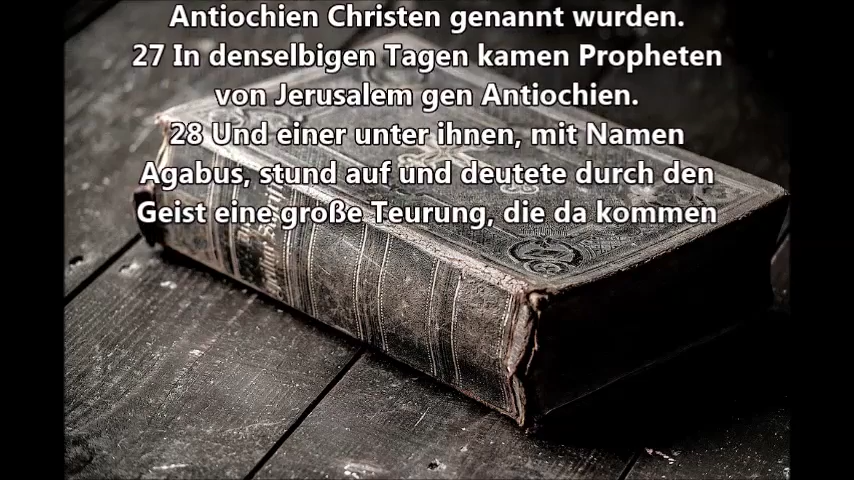 Antiochien Christen genannt wurden.
27 In denselbigen Tagen kamen Propheten
von Jerusalem gen Antiochien.
28 Und einer unter ihnen, mit Namen
Agabus, stund auf und deutete durch den
Geist eine große Teurung, die da kommen